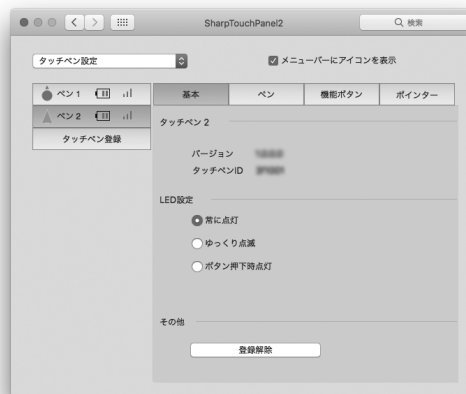 SharpTouchPanel2
検索
タッチペン設定
メニューバーにアイコンを表示
ペン 1
ペン 2
タッチペン登録
基本
ペン
機能ボタン
ポインター
タッチペン 2
バージョン
タッチペンID
LED設定
常に点灯
ゆっくり点滅
ボタン押下時点灯
その他
登録解除